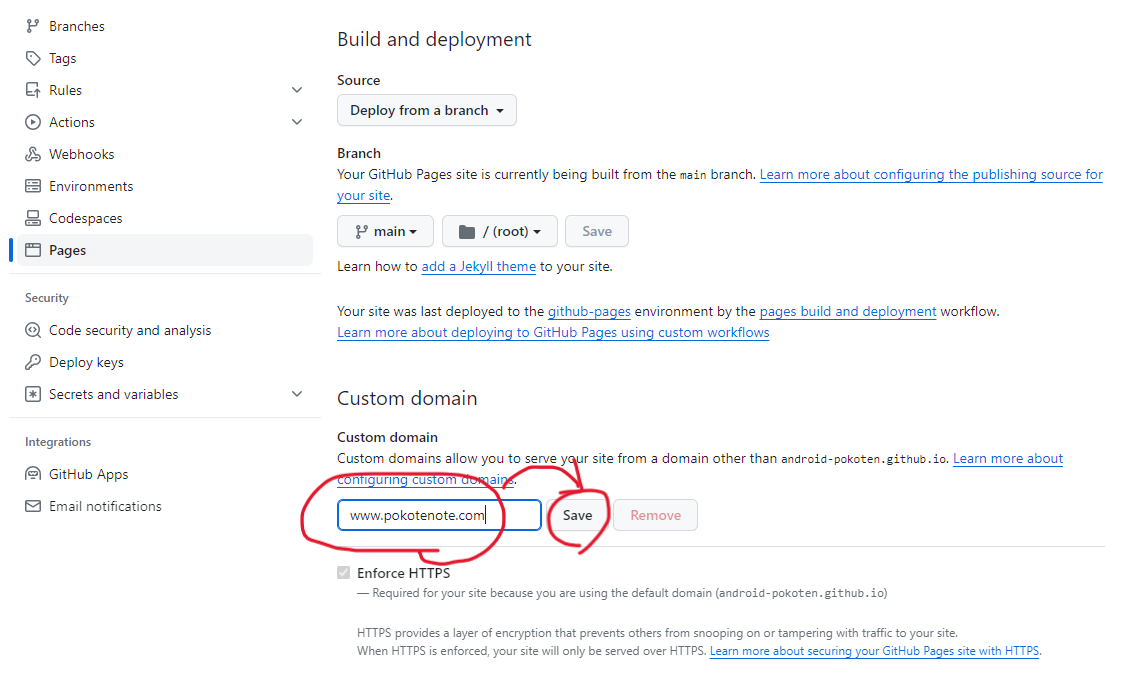 Branches
Tags
Rules
Actions
Webhooks
Environments
Codespaces
Pages
Security
Code security and analysis
Deploy keys
Secrets and variables
Integrations
GitHub Apps
Email notifications
Build and deployment
Source
Deploy from a branch
Branch
Your GitHub Pages site is currently being built from the main branch. Learn more about configuring the publishing source for
your site.
main
/ (root)
Save
Learn how to add a Jekyll theme to your site.
Your site was last deployed to the github-pages environment by the pages build and deployment workflow.
Learn more about deploying to GitHub Pages using custom workflows
Custom domain
Custom domain
Custom domains allow you to serve your site from a domain other than android-pokoten.github.io. Learn more about
configuring custom domains.
www.pokotenote.com
Save
Remove
Enforce HTTPS
— Required for your site because you are using the default domain (android-pokoten.github.io)
HTTPS provides a layer of encryption that prevents others from snooping on or tampering with traffic to your site.
When HTTPS is enforced, your site will only be served over HTTPS. Learn more about securing your GitHub Pages site with HTTPS.